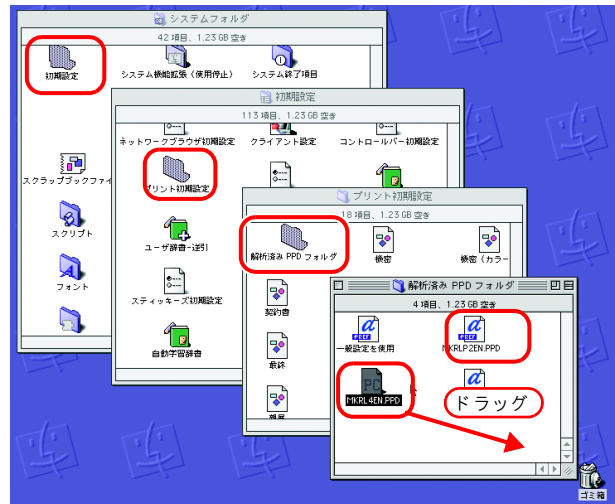 システムフォルダ
42 項目、1.23 GB 空き
初期設定
システム機能拡張（使用停止）
システム終了項目
スクラップブックファイ
スクリプト
フォント
初期設定
113 項目、1.23 GB 空き
ネットワークブラウザ初期設定
クライアント設定
コントロールバー初期設定
プリント初期設定
ユーザ辞書-逆引
スティッキーズ初期設定
自動学習辞書
プリント初期設定
18 項目、1.23 GB 空き
解析済み PPD フォルダ
機密
機密（カラー
契約書
最終
解析済み PPD フォルダ
4 項目、1.23 GB 空き
a
PREF
一般設定を使用
a
PREF
MKRLP2EN.PPD
PC
MKRL4EN.PPD
a
ドラッグ
ゴミ箱